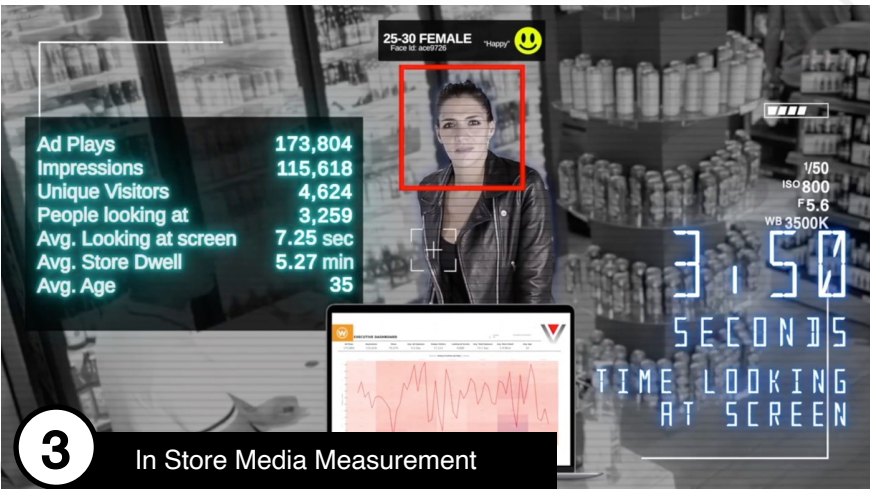 25-30 FEMALE
Face Id: ace9726
"Happy"
Ad Plays 173,804
Impressions 115,618
Unique Visitors 4,624
People looking at 3,259
Avg. Looking at screen 7.25 sec
Avg. Store Dwell 5.27 min
Avg. Age 35
1/50
ISO 800
F 5.6
WB 3500K
3.50
SECONDS
TIME LOOKING
AT SCREEN
EXECUTIVE DASHBOARD
3
In Store Media Measurement